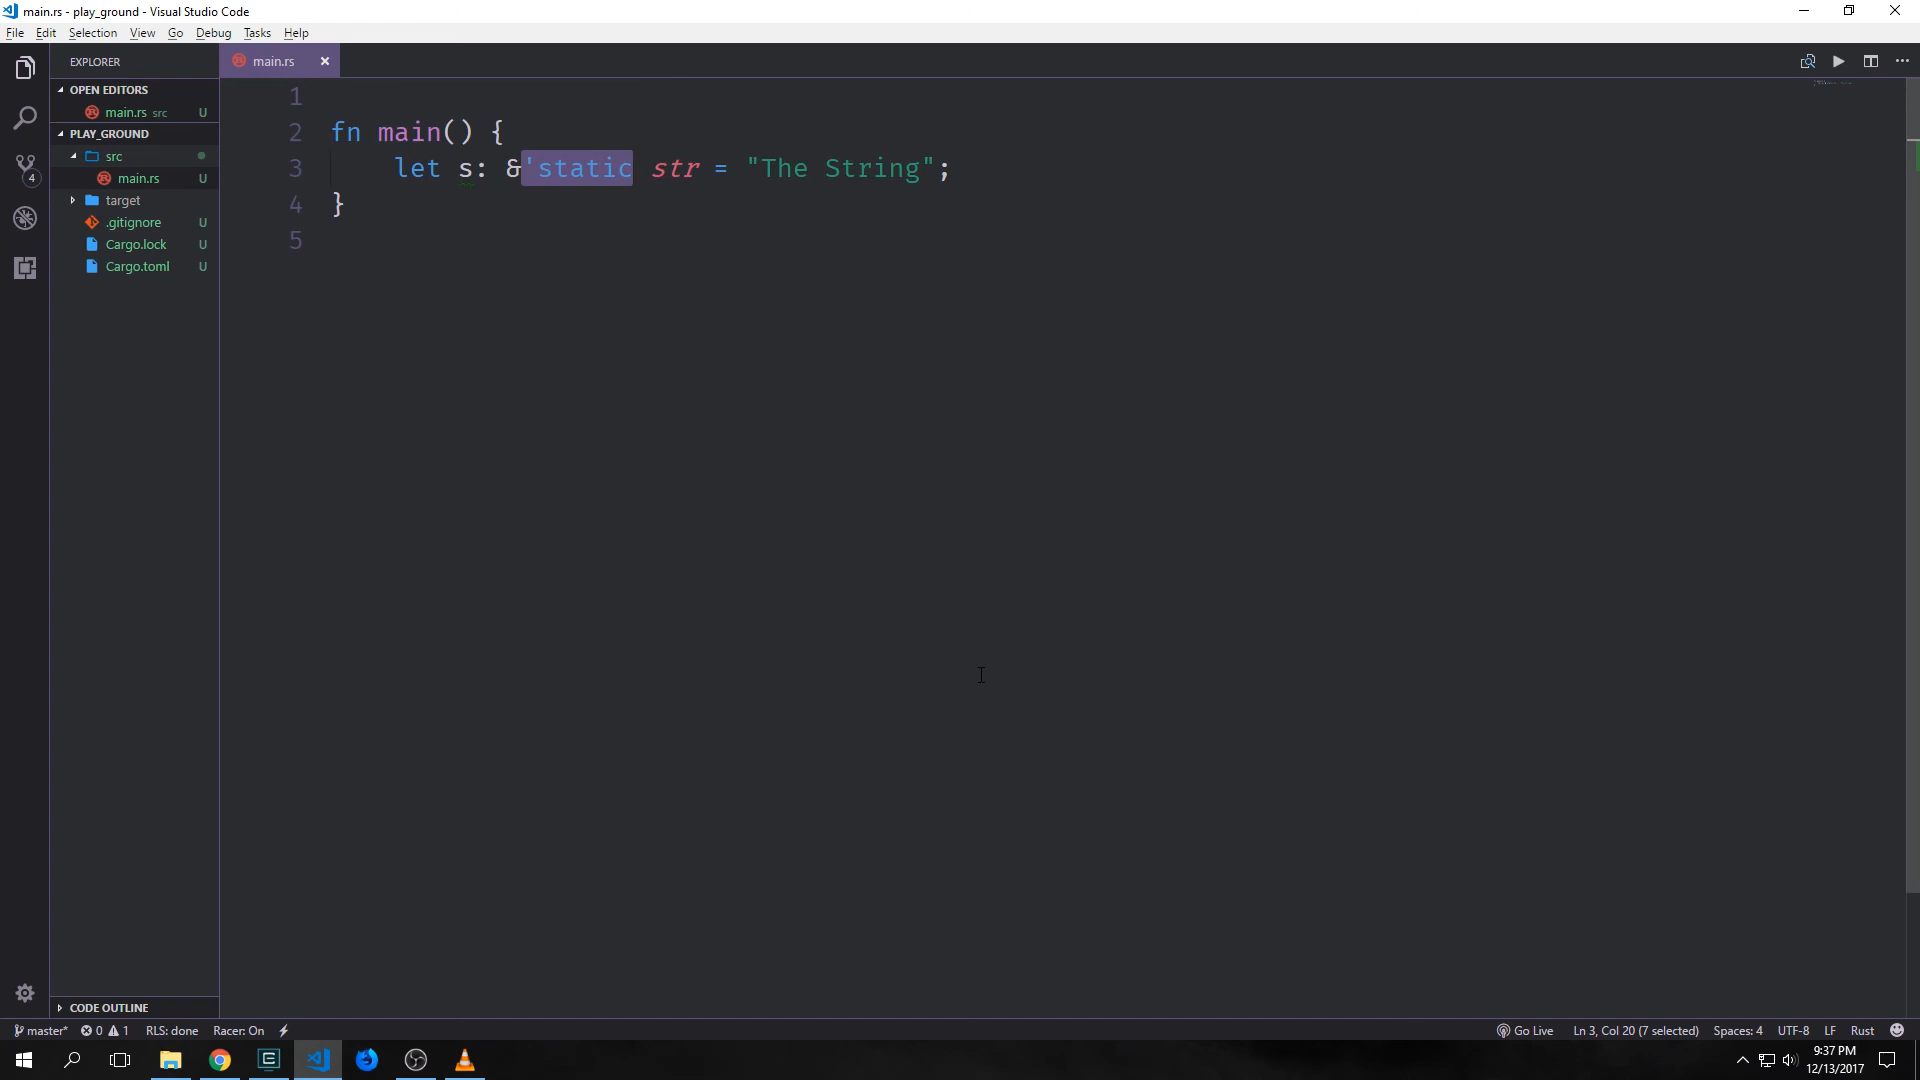 main.rs - play_ground - Visual Studio Code
File Edit Selection View Go Debug Tasks Help
EXPLORER
OPEN EDITORS
main.rs src U
PLAY_GROUND
src
main.rs U
target
.gitignore U
Cargo.lock U
Cargo.toml U
CODE OUTLINE
4
main.rs
1
2 fn main() {
3 let s: &'static str = "The String";
4 }
5
master* 0 1 RLS: done Racer: On Go Live Ln 3, Col 20 (7 selected) Spaces: 4 UTF-8 LF Rust
9:37 PM
12/13/2017